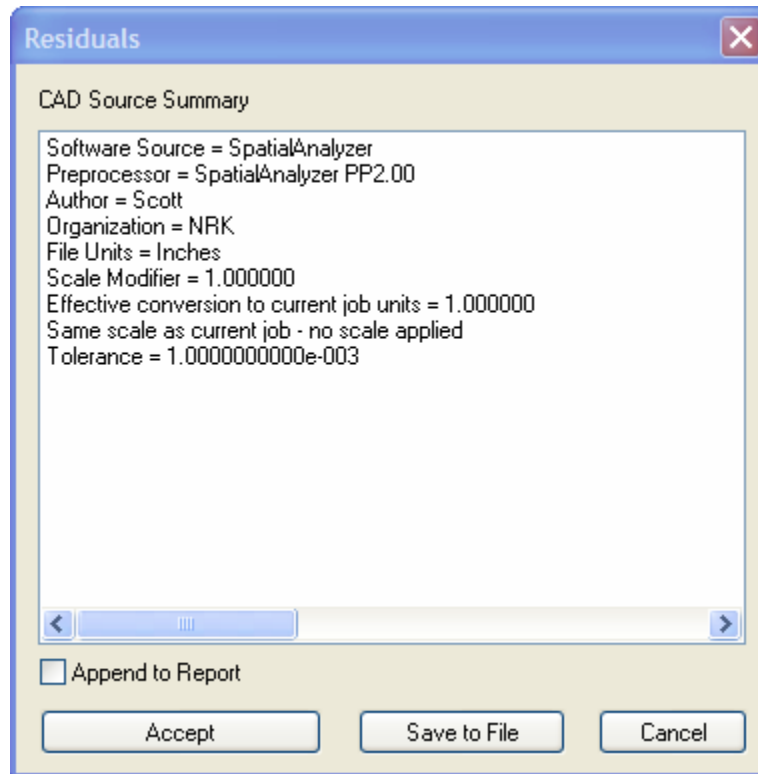 Residuals
CAD Source Summary
Software Source = SpatialAnalyzer
Preprocessor = SpatialAnalyzer PP2.00
Author = Scott
Organization = NRK
File Units = Inches
Scale Modifier = 1.000000
Effective conversion to current job units = 1.000000
Same scale as current job - no scale applied
Tolerance = 1.0000000000e-003
Append to Report
Accept
Save to File
Cancel